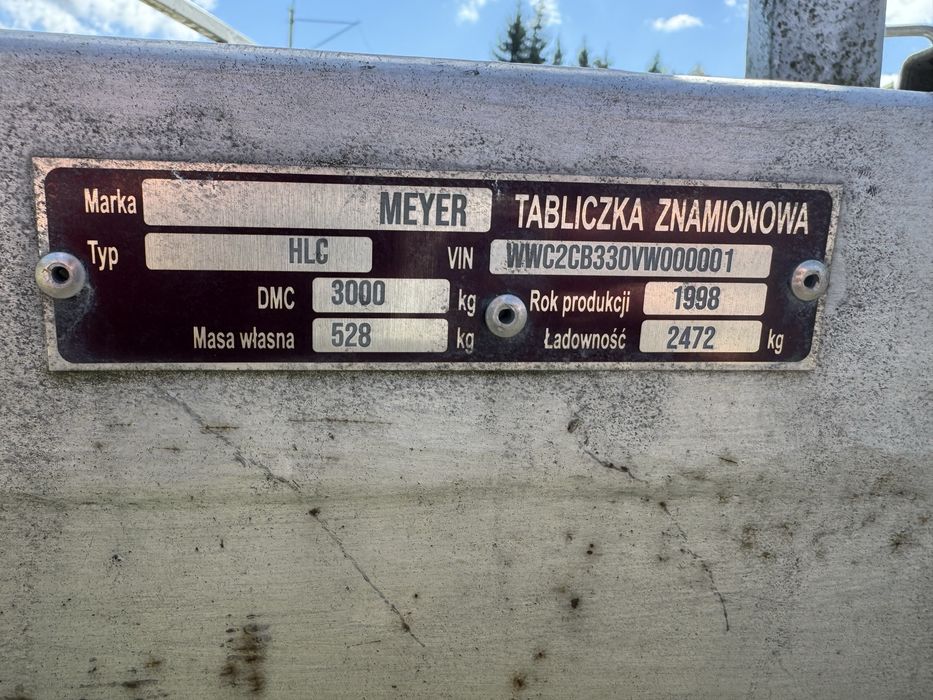 Marka MEYER TABLICZKA ZNAMIONOWA
Typ HLC VIN WWC2CB330VW000001
DMC 3000 kg Rok produkcji 1998
Masa własna 528 kg Ładowność 2472 kg